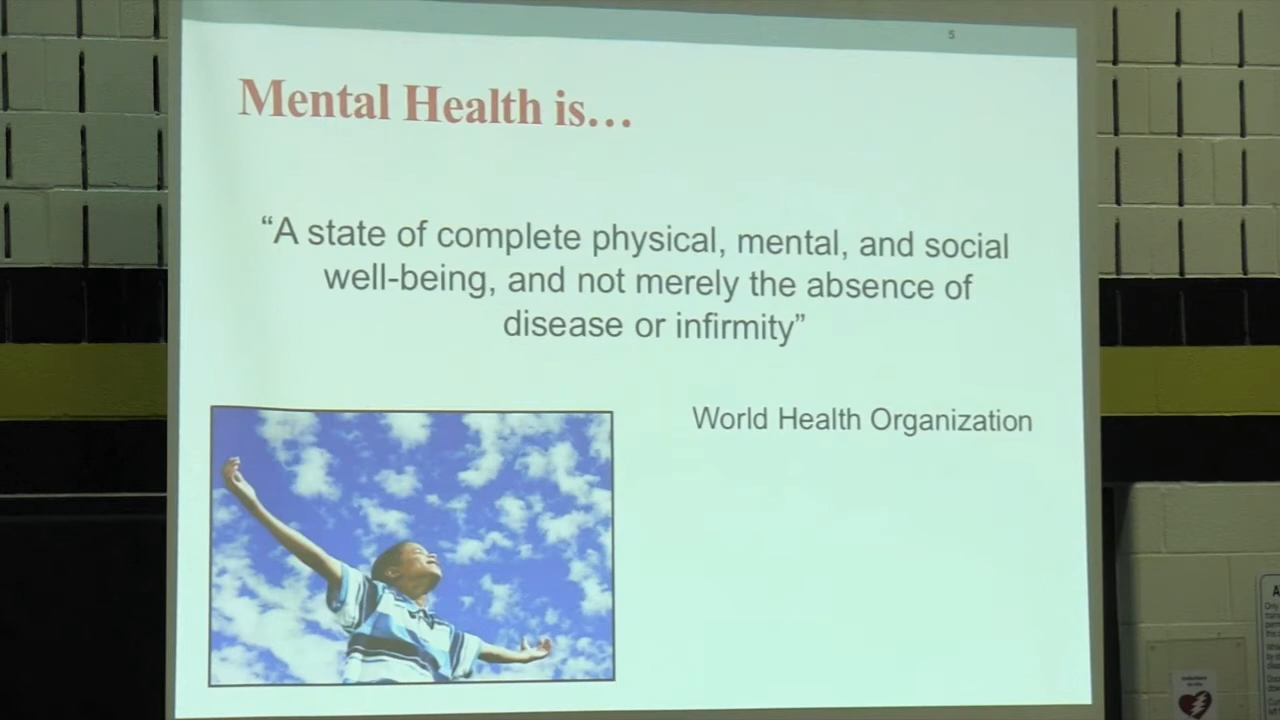 5
Mental Health is…
“A state of complete physical, mental, and social
well-being, and not merely the absence of
disease or infirmity”
World Health Organization